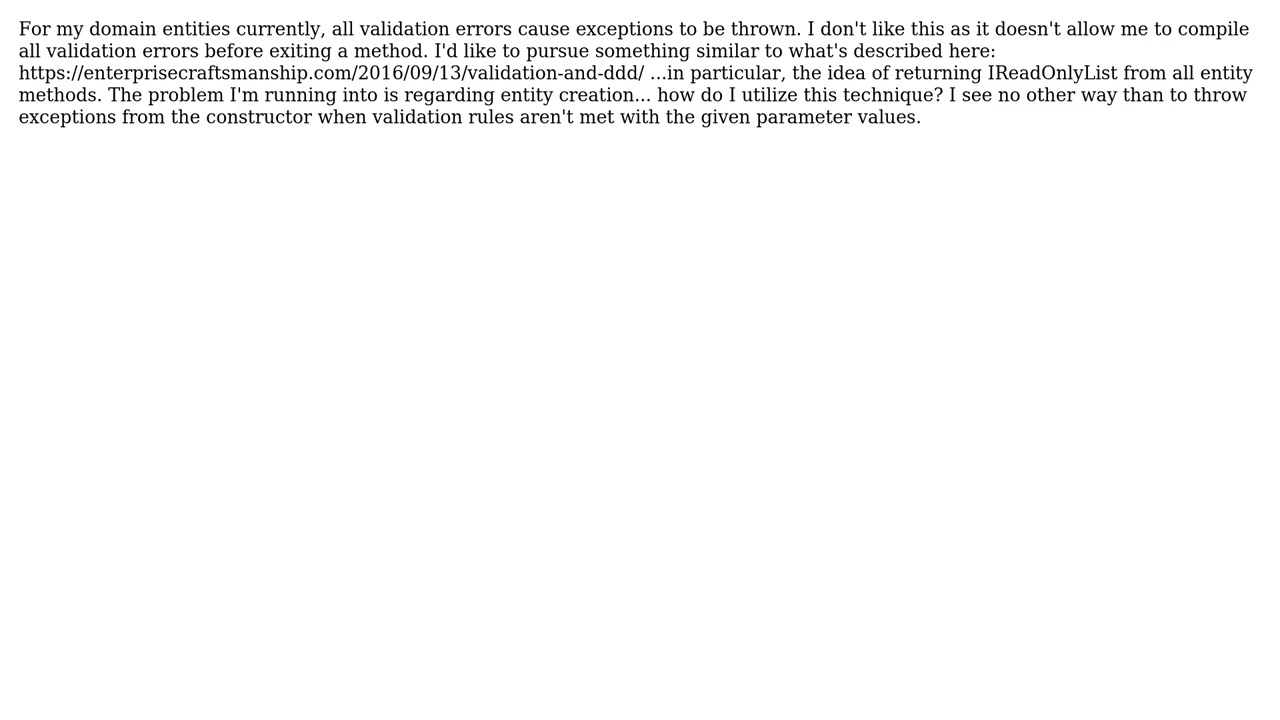 For my domain entities currently, all validation errors cause exceptions to be thrown. I don't like this as it doesn't allow me to compile
all validation errors before exiting a method. I'd like to pursue something similar to what's described here:
https://enterprisecraftsmanship.com/2016/09/13/validation-and-ddd/ ...in particular, the idea of returning IReadOnlyList from all entity
methods. The problem I'm running into is regarding entity creation... how do I utilize this technique? I see no other way than to throw
exceptions from the constructor when validation rules aren't met with the given parameter values.